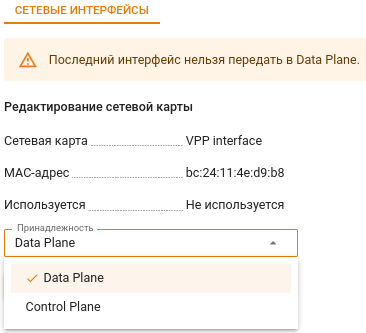 СЕТЕВЫЕ ИНТЕРФЕЙСЫ
Последний интерфейс нельзя передать в Data Plane.
Редактирование сетевой карты
Сетевая карта VPP interface
MAC-адрес bc:24:11:4e:d9:b8
Используется Не используется
Принадлежность
Data Plane
Data Plane
Control Plane